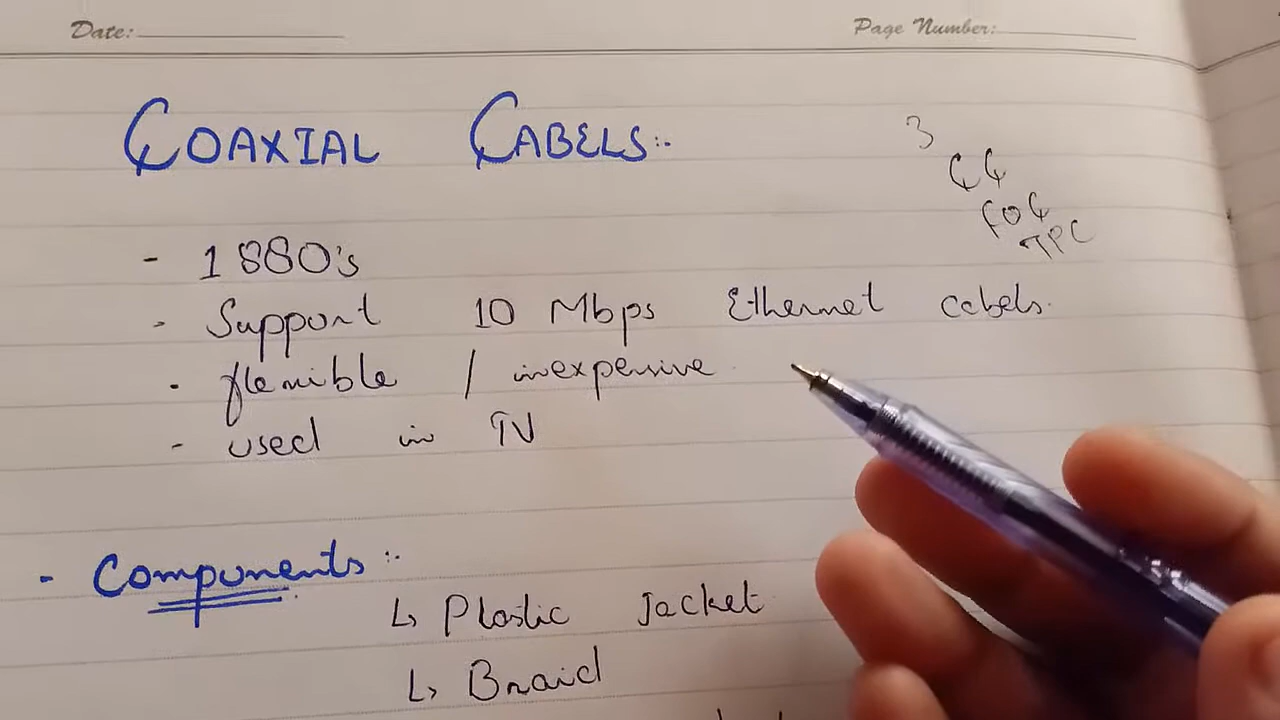 Date:
Page Number:
COAXIAL CABELS:-
3
CC
FOC
TPC
- 1880's
- Support 10 Mbps Ethernet cabels.
- flexible / inexpensive
- used in TV
- Components :-
↳ Plastic Jacket
↳ Braid